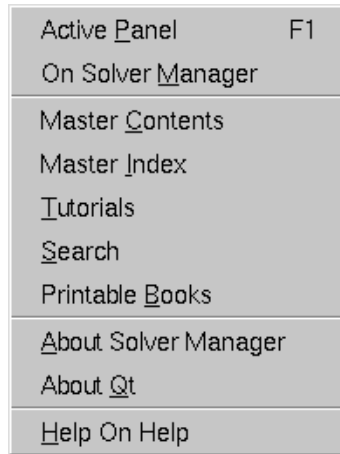 Active Panel F1
On Solver Manager
Master Contents
Master Index
Tutorials
Search
Printable Books
About Solver Manager
About Qt
Help On Help